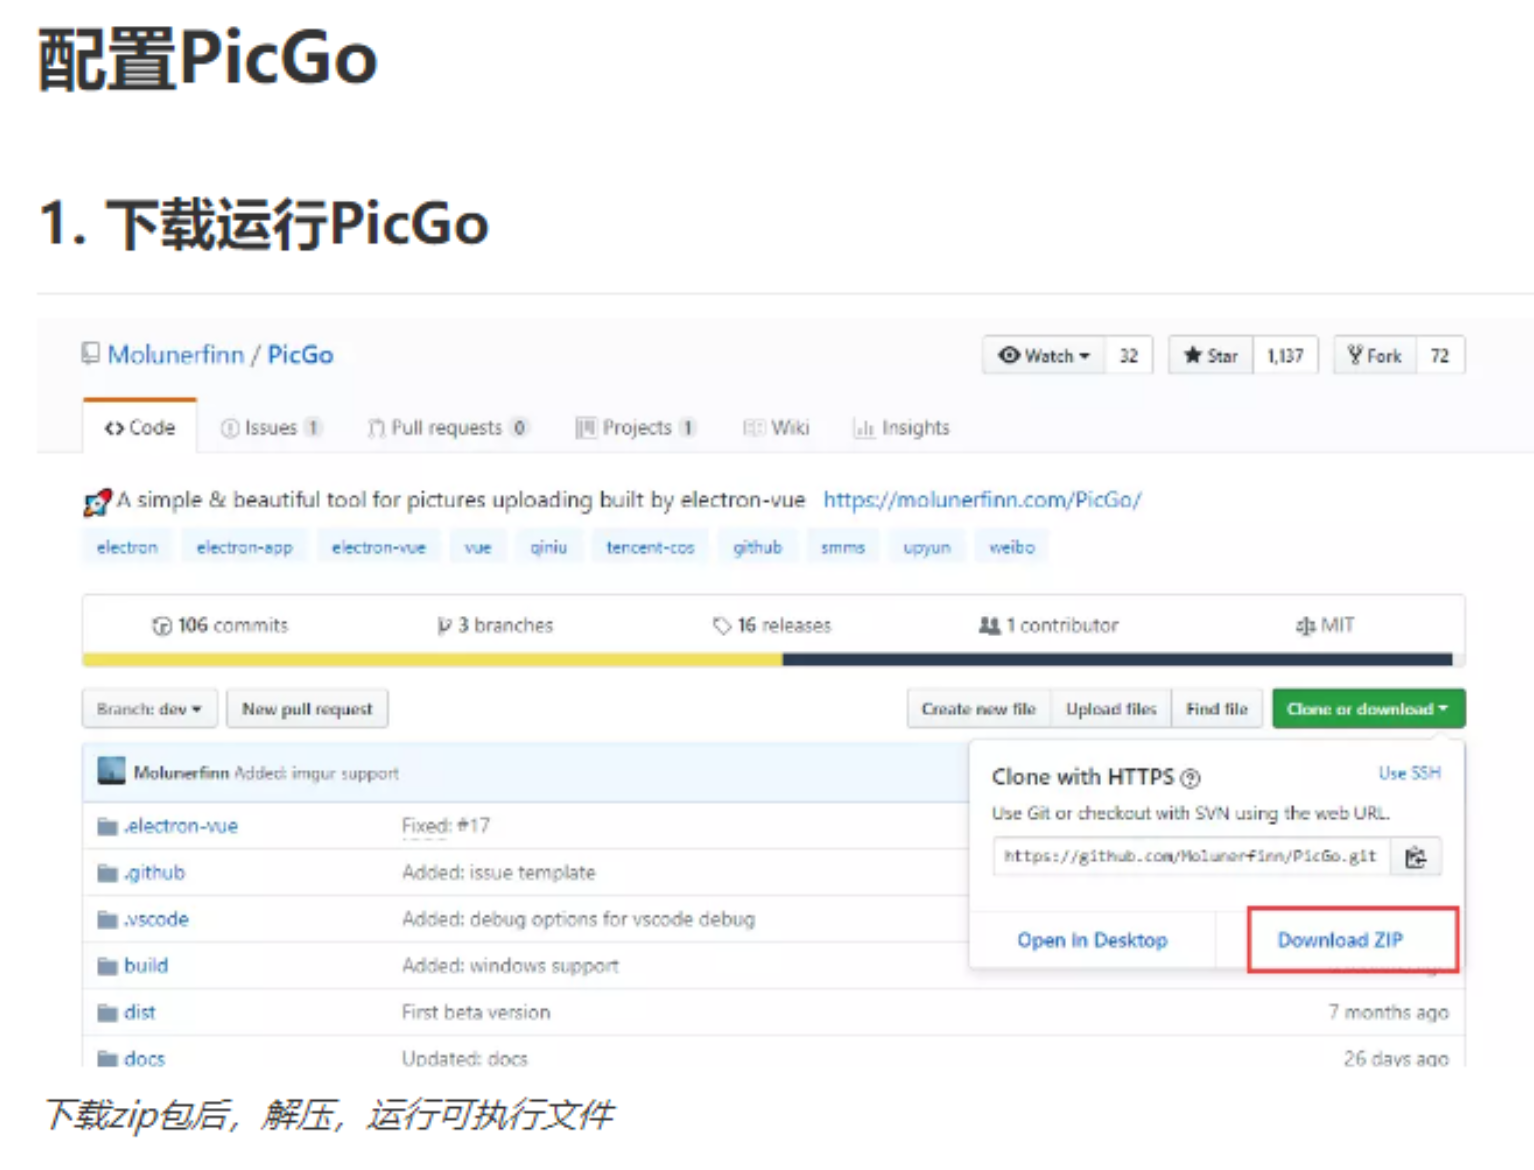 配置PicGo
1. 下载运行PicGo
Molunerfinn / PicGo
Watch 32 Star 1,137 Fork 72
Code Issues 1 Pull requests 0 Projects 1 Wiki Insights
A simple & beautiful tool for pictures uploading built by electron-vue https://molunerfinn.com/PicGo/
electron electron-app electron-vue vue qiniu tencent-cos github smms upyun weibo
106 commits 3 branches 16 releases 1 contributor MIT
Branch: dev New pull request Create new file Upload files Find file Clone or download
Molunerfinn Added: imgur support
Clone with HTTPS Use SSH
Use Git or checkout with SVN using the web URL.
https://github.com/Molunerfinn/PicGo.git
Open in Desktop Download ZIP
.electron-vue Fixed: #17
.github Added: issue template
.vscode Added: debug options for vscode debug
build Added: windows support
dist First beta version 7 months ago
docs Updated: docs 26 days ago
下载zip包后，解压，运行可执行文件